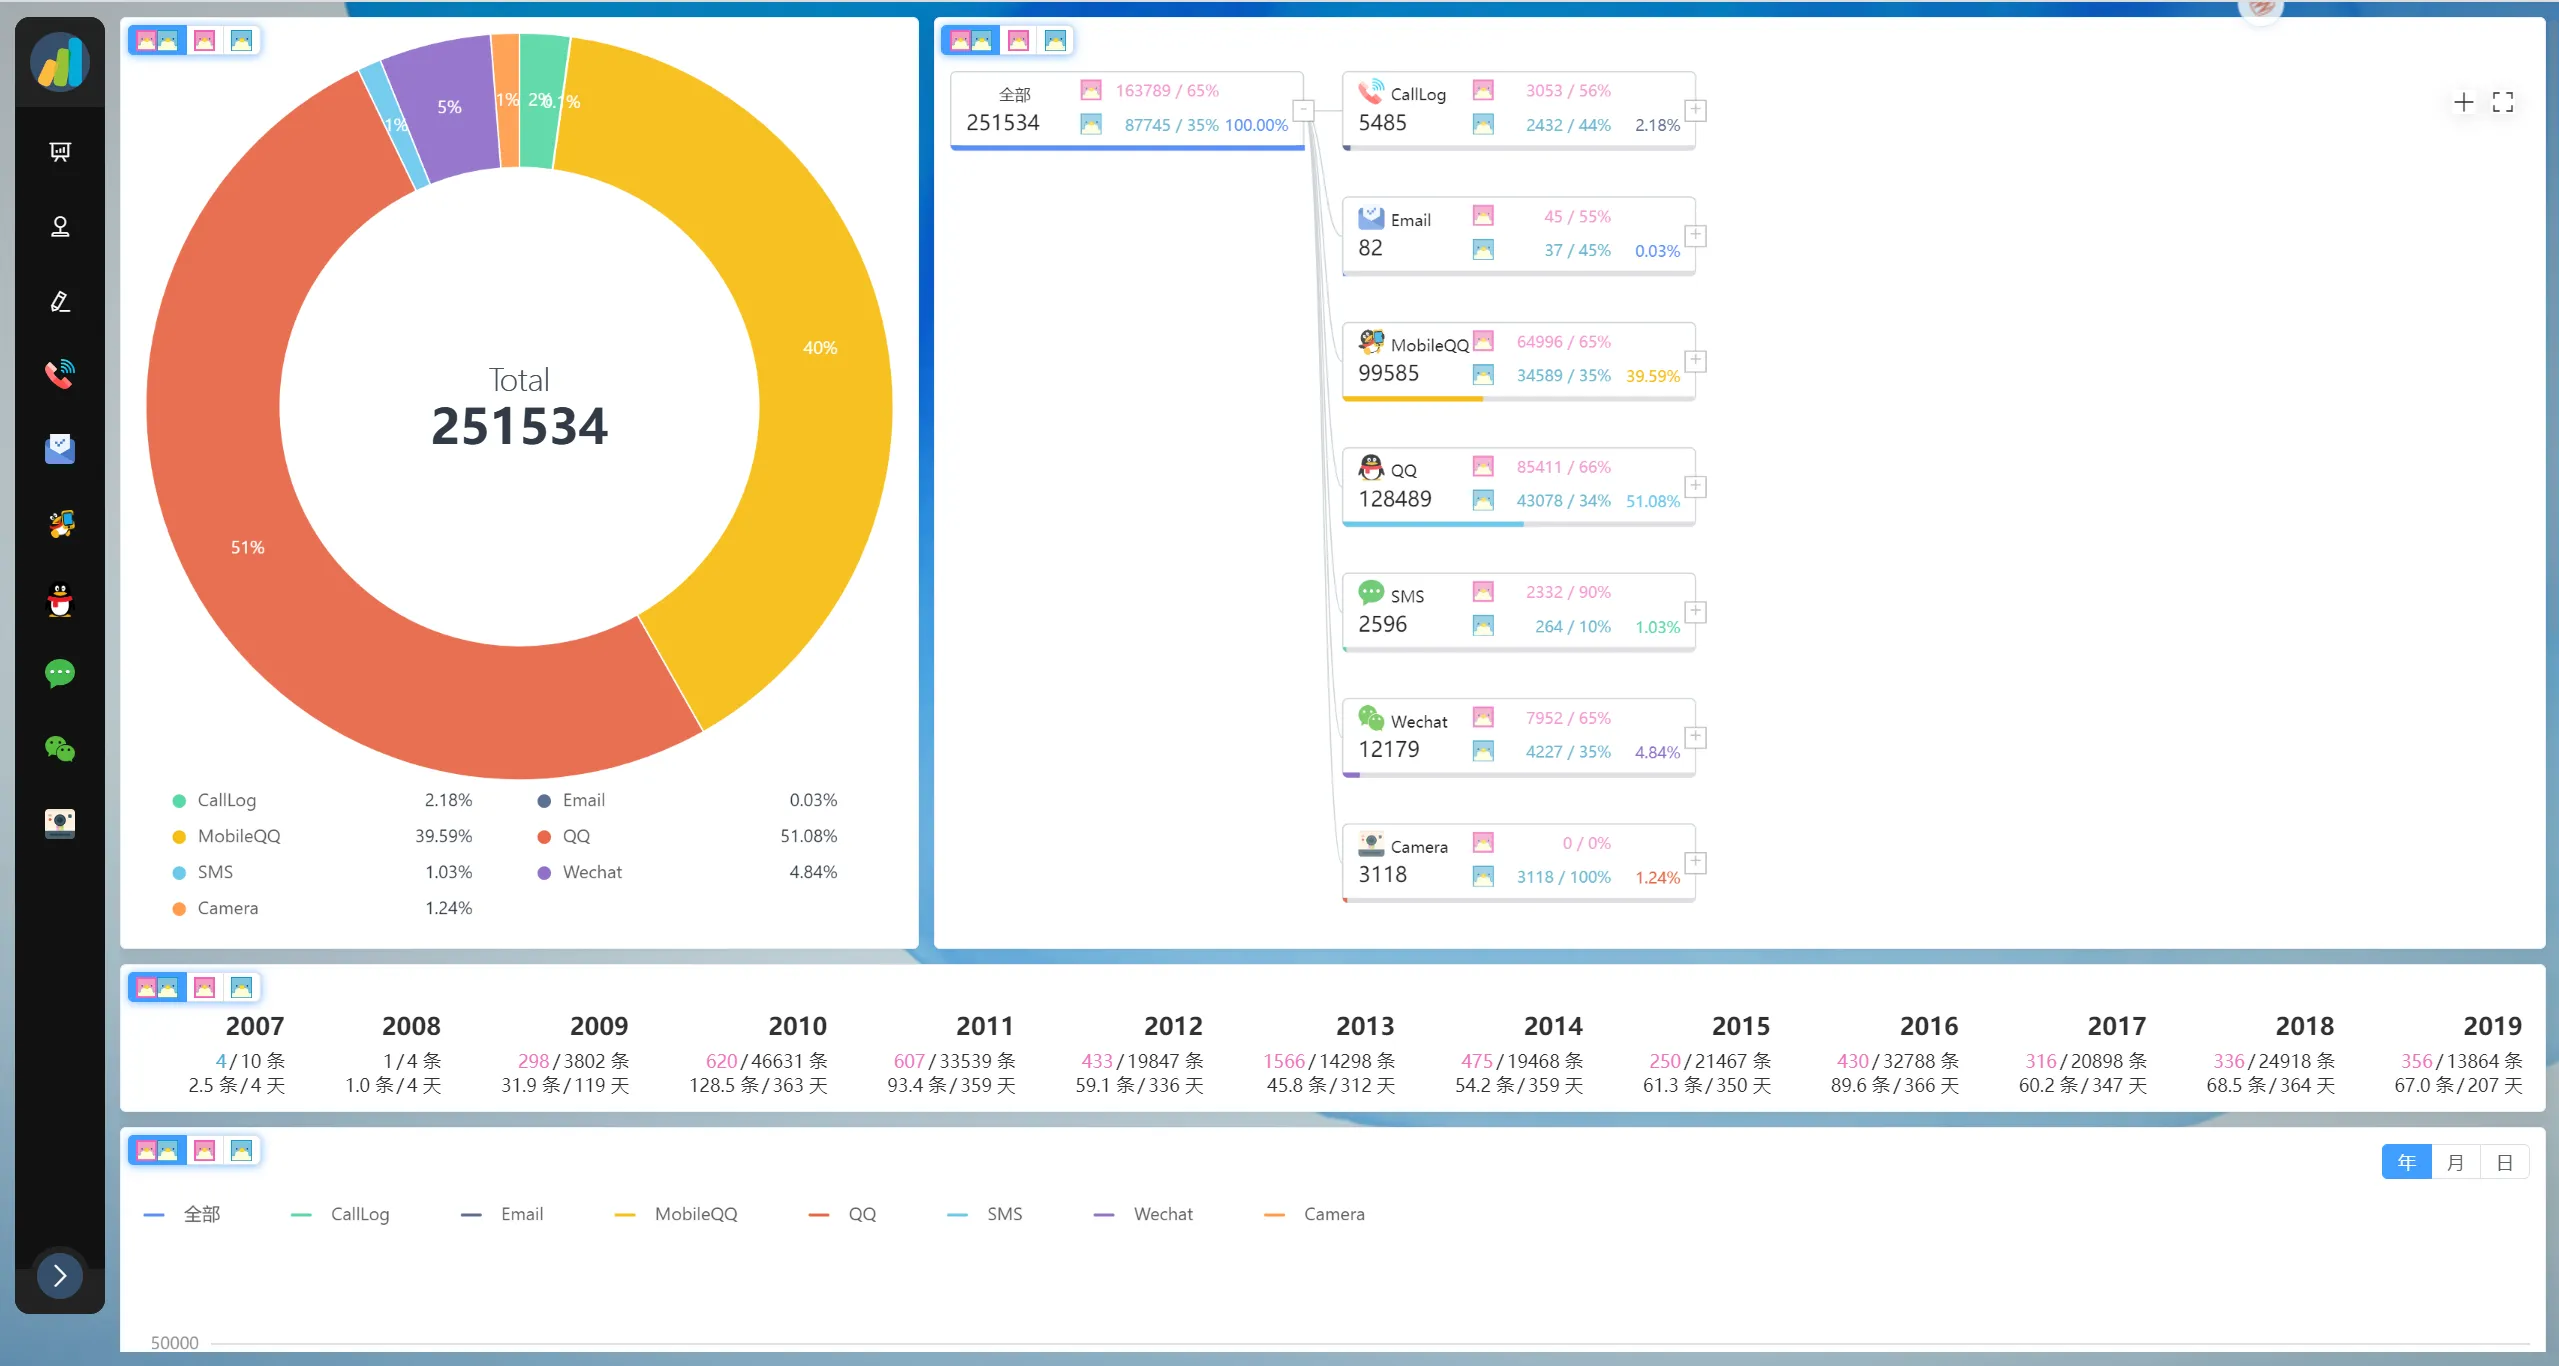 5%
1%
2%
0.1%
1%
40%
Total
251534
51%
CallLog 2.18%
Email 0.03%
MobileQQ 39.59%
QQ 51.08%
SMS 1.03%
Wechat 4.84%
Camera 1.24%
全部 163789 / 65%
251534 87745 / 35% 100.00%
CallLog 3053 / 56%
5485 2432 / 44% 2.18%
Email 45 / 55%
82 37 / 45% 0.03%
MobileQQ 64996 / 65%
99585 34589 / 35% 39.59%
QQ 85411 / 66%
128489 43078 / 34% 51.08%
SMS 2332 / 90%
2596 264 / 10% 1.03%
Wechat 7952 / 65%
12179 4227 / 35% 4.84%
Camera 0 / 0%
3118 3118 / 100% 1.24%
2007 2008 2009 2010 2011 2012 2013 2014 2015 2016 2017 2018 2019
4/10 条 1/4 条 298/3802 条 620/46631 条 607/33539 条 433/19847 条 1566/14298 条 475/19468 条 250/21467 条 430/32788 条 316/20898 条 336/24918 条 356/13864 条
2.5 条/4 天 1.0 条/4 天 31.9 条/119 天 128.5 条/363 天 93.4 条/359 天 59.1 条/336 天 45.8 条/312 天 54.2 条/359 天 61.3 条/350 天 89.6 条/366 天 60.2 条/347 天 68.5 条/364 天 67.0 条/207 天
年 月 日
全部 CallLog Email MobileQQ QQ SMS Wechat Camera
50000